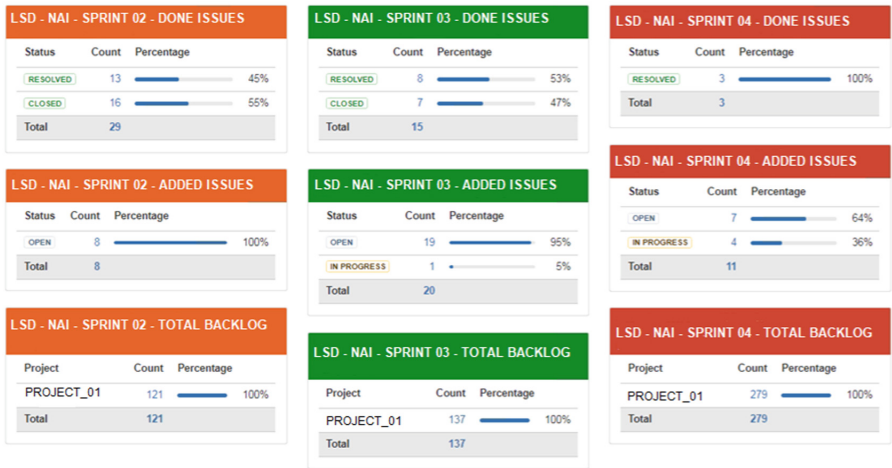 LSD - NAI - SPRINT 02 - DONE ISSUES
Status Count Percentage
RESOLVED 13 45%
CLOSED 16 55%
Total 29
LSD - NAI - SPRINT 02 - ADDED ISSUES
Status Count Percentage
OPEN 8 100%
Total 8
LSD - NAI - SPRINT 02 - TOTAL BACKLOG
Project Count Percentage
PROJECT_01 121 100%
Total 121
LSD - NAI - SPRINT 03 - DONE ISSUES
Status Count Percentage
RESOLVED 8 53%
CLOSED 7 47%
Total 15
LSD - NAI - SPRINT 03 - ADDED ISSUES
Status Count Percentage
OPEN 19 95%
IN PROGRESS 1 5%
Total 20
LSD - NAI - SPRINT 03 - TOTAL BACKLOG
Project Count Percentage
PROJECT_01 137 100%
Total 137
LSD - NAI - SPRINT 04 - DONE ISSUES
Status Count Percentage
RESOLVED 3 100%
Total 3
LSD - NAI - SPRINT 04 - ADDED ISSUES
Status Count Percentage
OPEN 7 64%
IN PROGRESS 4 36%
Total 11
LSD - NAI - SPRINT 04 - TOTAL BACKLOG
Project Count Percentage
PROJECT_01 279 100%
Total 279